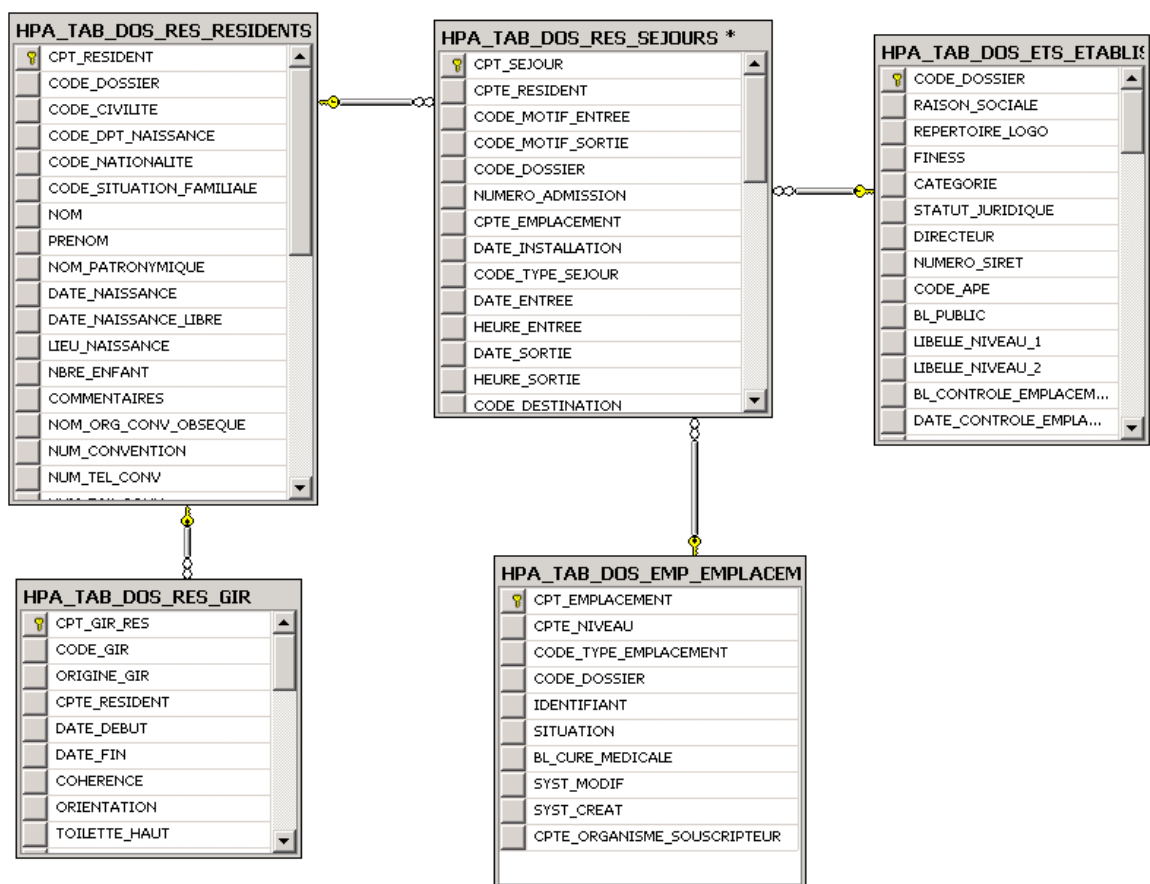 HPA_TAB_DOS_RES_RESIDENTS
CPT_RESIDENT
CODE_DOSSIER
CODE_CIVILITE
CODE_DPT_NAISSANCE
CODE_NATIONALITE
CODE_SITUATION_FAMILIALE
NOM
PRENOM
NOM_PATRONYMIQUE
DATE_NAISSANCE
DATE_NAISSANCE_LIBRE
LIEU_NAISSANCE
NBRE_ENFANT
COMMENTAIRES
NOM_ORG_CONV_OBSEQUE
NUM_CONVENTION
NUM_TEL_CONV
HPA_TAB_DOS_RES_SEJOURS *
CPT_SEJOUR
CPTE_RESIDENT
CODE_MOTIF_ENTREE
CODE_MOTIF_SORTIE
CODE_DOSSIER
NUMERO_ADMISSION
CPTE_EMPLACEMENT
DATE_INSTALLATION
CODE_TYPE_SEJOUR
DATE_ENTREE
HEURE_ENTREE
DATE_SORTIE
HEURE_SORTIE
CODE_DESTINATION
HPA_TAB_DOS_ETS_ETABLIS
CODE_DOSSIER
RAISON_SOCIALE
REPERTOIRE_LOGO
FINESS
CATEGORIE
STATUT_JURIDIQUE
DIRECTEUR
NUMERO_SIRET
CODE_APE
BL_PUBLIC
LIBELLE_NIVEAU_1
LIBELLE_NIVEAU_2
BL_CONTROLE_EMPLACEM...
DATE_CONTROLE_EMPLA...
HPA_TAB_DOS_RES_GIR
CPT_GIR_RES
CODE_GIR
ORIGINE_GIR
CPTE_RESIDENT
DATE_DEBUT
DATE_FIN
COHERENCE
ORIENTATION
TOILETTE_HAUT
HPA_TAB_DOS_EMP_EMPLACEM
CPT_EMPLACEMENT
CPTE_NIVEAU
CODE_TYPE_EMPLACEMENT
CODE_DOSSIER
IDENTIFIANT
SITUATION
BL_CURE_MEDICALE
SYST_MODIF
SYST_CREAT
CPTE_ORGANISME_SOUSCRIPTEUR